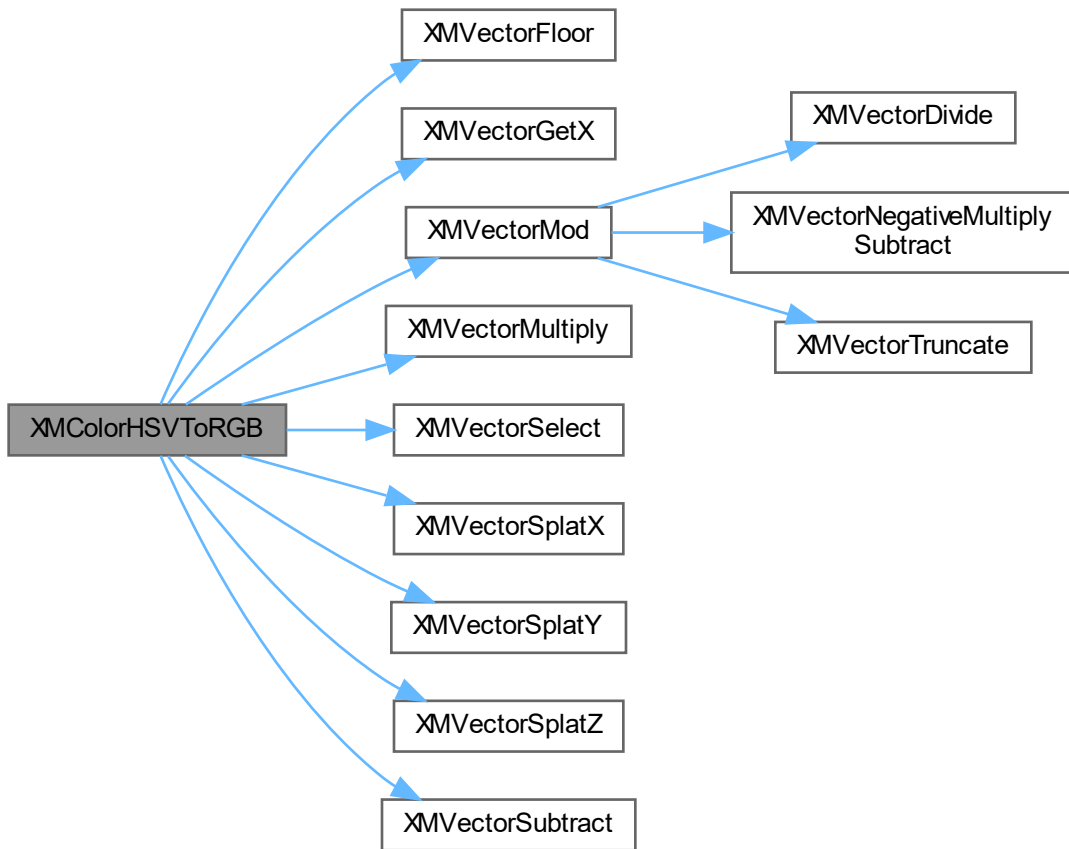 XMColorHSVToRGB
XMVectorFloor
XMVectorGetX
XMVectorMod
XMVectorDivide
XMVectorNegativeMultiply
Subtract
XMVectorTruncate
XMVectorMultiply
XMVectorSelect
XMVectorSplatX
XMVectorSplatY
XMVectorSplatZ
XMVectorSubtract